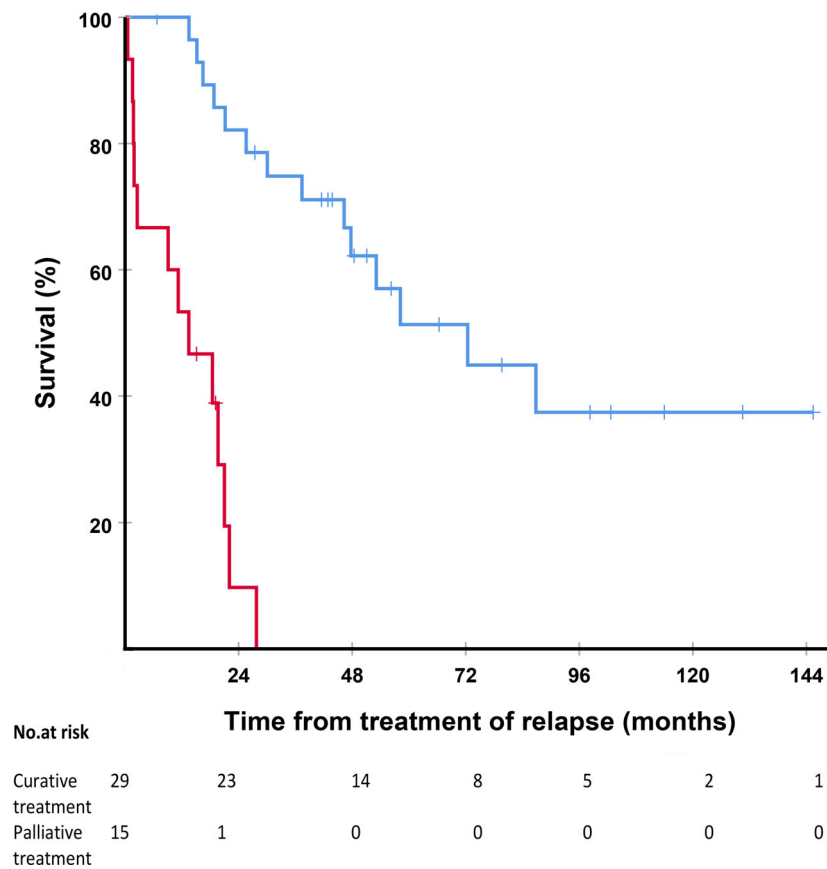 100
80
60
40
20
Survival (%)
24 48 72 96 120 144
Time from treatment of relapse (months)
No.at risk
Curative 29 23 14 8 5 2 1
treatment
Palliative 15 1 0 0 0 0 0
treatment